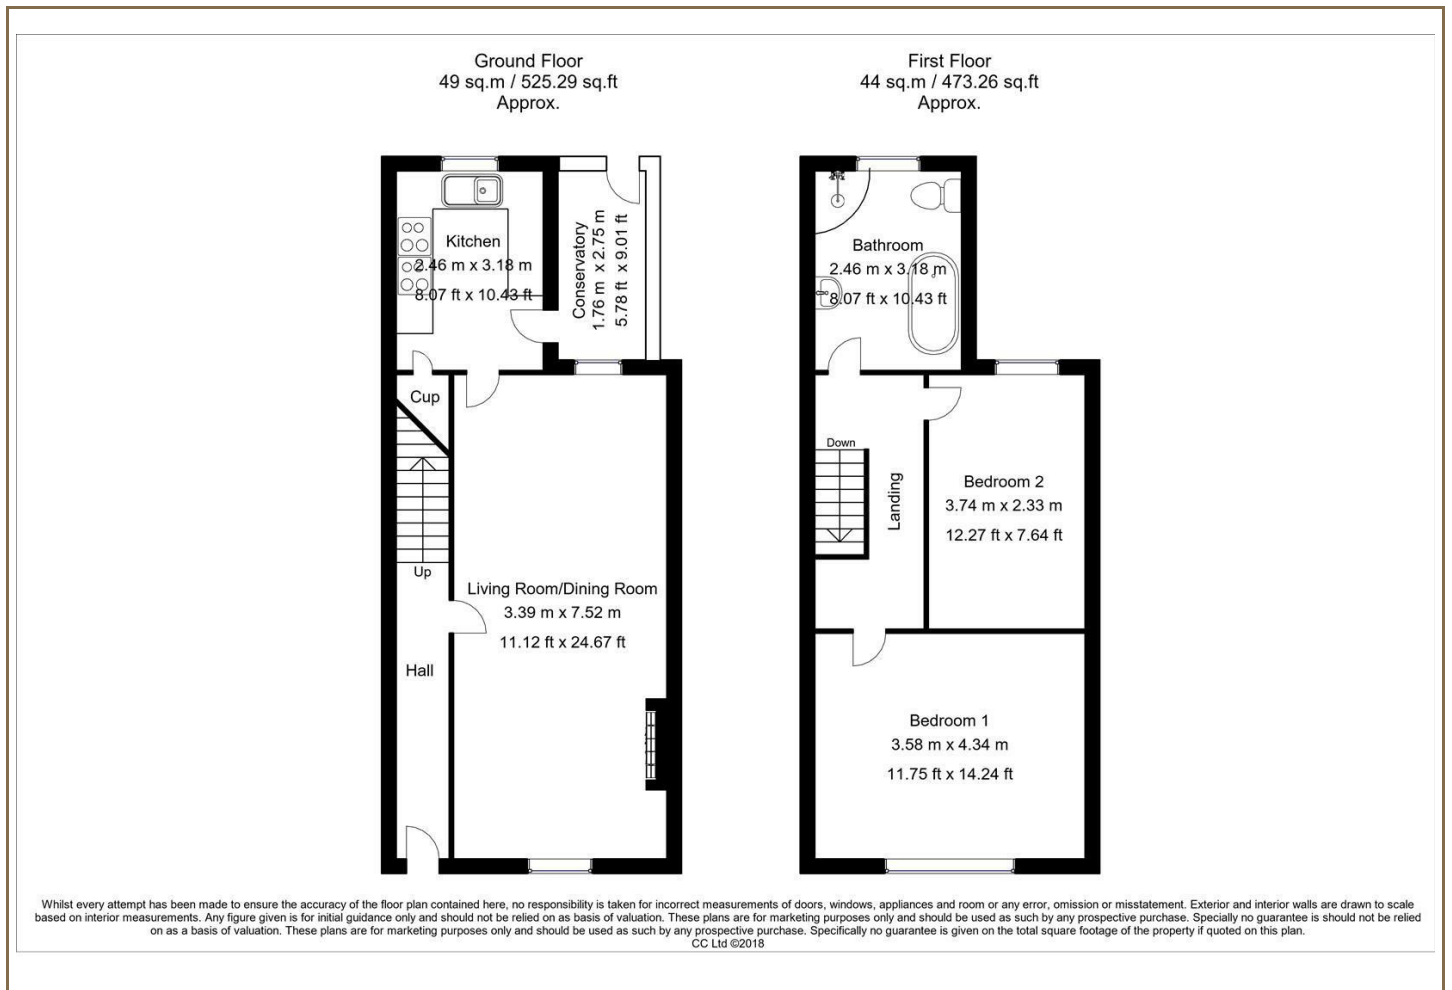 Ground Floor
49 sq.m / 525.29 sq.ft
Approx.
First Floor
44 sq.m / 473.26 sq.ft
Approx.
Kitchen
2.46 m x 3.18 m
8.07 ft x 10.43 ft
Conservatory
1.76 m x 2.75 m
5.78 ft x 9.01 ft
Cup
Up
Hall
Living Room/Dining Room
3.39 m x 7.52 m
11.12 ft x 24.67 ft
Bathroom
2.46 m x 3.18 m
8.07 ft x 10.43 ft
Down
Landing
Bedroom 2
3.74 m x 2.33 m
12.27 ft x 7.64 ft
Bedroom 1
3.58 m x 4.34 m
11.75 ft x 14.24 ft
Whilst every attempt has been made to ensure the accuracy of the floor plan contained here, no responsibility is taken for incorrect measurements of doors, windows, appliances and room or any error, omission or misstatement. Exterior and interior walls are drawn to scale
based on interior measurements. Any figure given is for initial guidance only and should not be relied on as basis of valuation. These plans are for marketing purposes only and should be used as such by any prospective purchase. Specially no guarantee is should not be relied
on as a basis of valuation. These plans are for marketing purposes only and should be used as such by any prospective purchase. Specifically no guarantee is given on the total square footage of the property if quoted on this plan.
CC Ltd ©2018